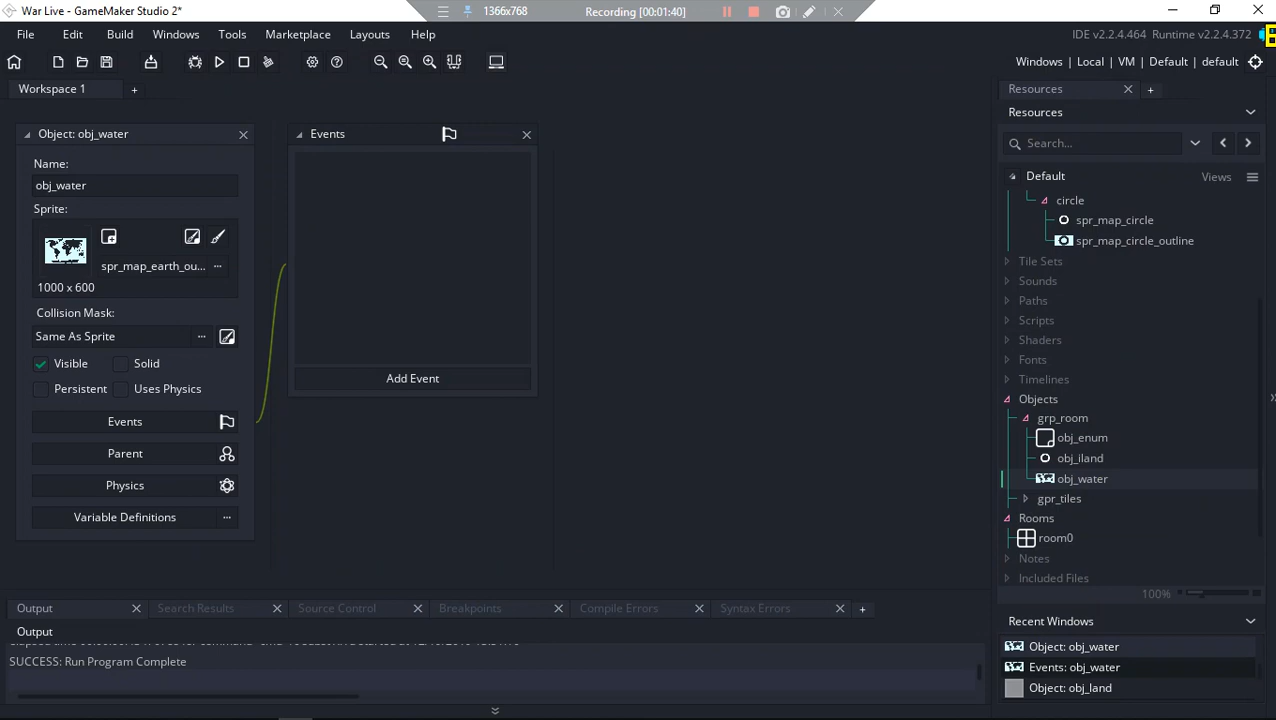 War Live - GameMaker Studio 2*
1366x768
Recording [00:01:40]
File Edit Build Windows Tools Marketplace Layouts Help
IDE v2.2.4.464 Runtime v2.2.4.372
Windows | Local | VM | Default | default
Workspace 1
Resources
Resources
Object: obj_water
Events
Name:
obj_water
Sprite:
spr_map_earth_ou...
1000 x 600
Collision Mask:
Same As Sprite
Visible
Solid
Persistent
Uses Physics
Events
Parent
Physics
Variable Definitions
Add Event
Search...
Default
Views
circle
spr_map_circle
spr_map_circle_outline
Tile Sets
Sounds
Paths
Scripts
Shaders
Fonts
Timelines
Objects
grp_room
obj_enum
obj_iland
obj_water
gpr_tiles
Rooms
room0
Notes
Included Files
100%
Recent Windows
Object: obj_water
Events: obj_water
Object: obj_land
Output
Search Results
Source Control
Breakpoints
Compile Errors
Syntax Errors
Output
SUCCESS: Run Program Complete